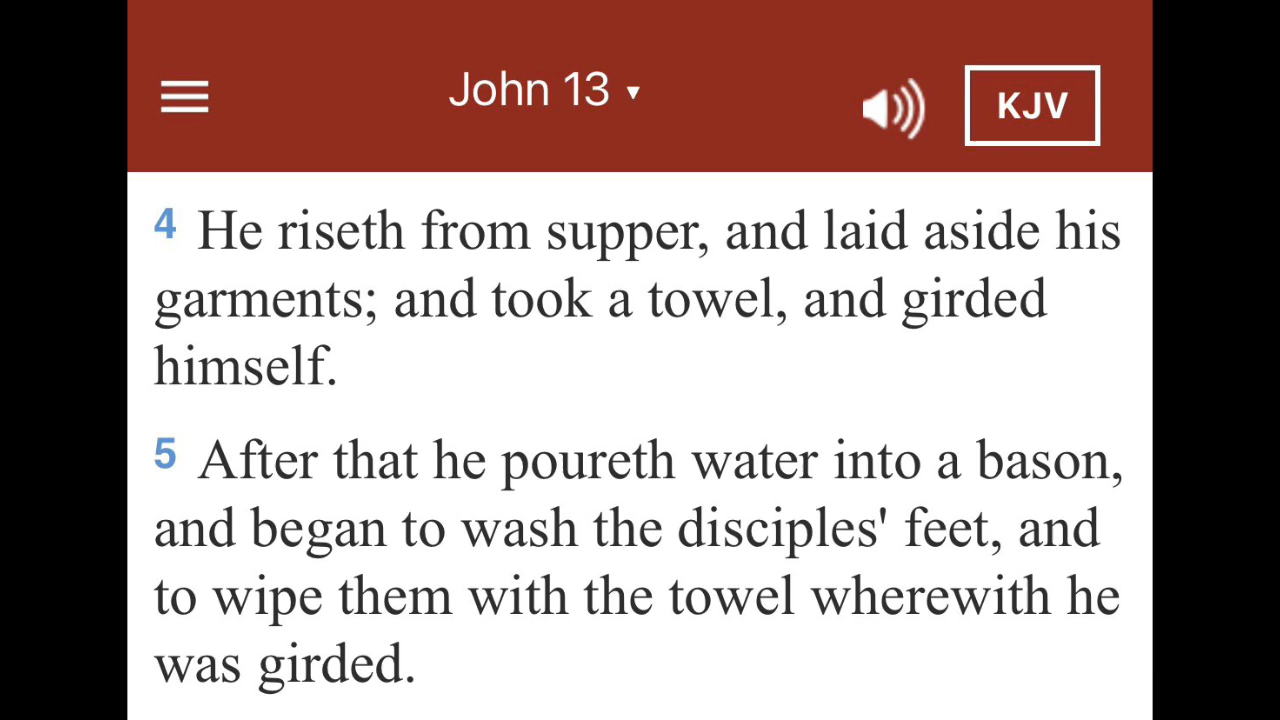 John 13 ▾
KJV
4 He riseth from supper, and laid aside his
garments; and took a towel, and girded
himself.
5 After that he poureth water into a bason,
and began to wash the disciples' feet, and
to wipe them with the towel wherewith he
was girded.